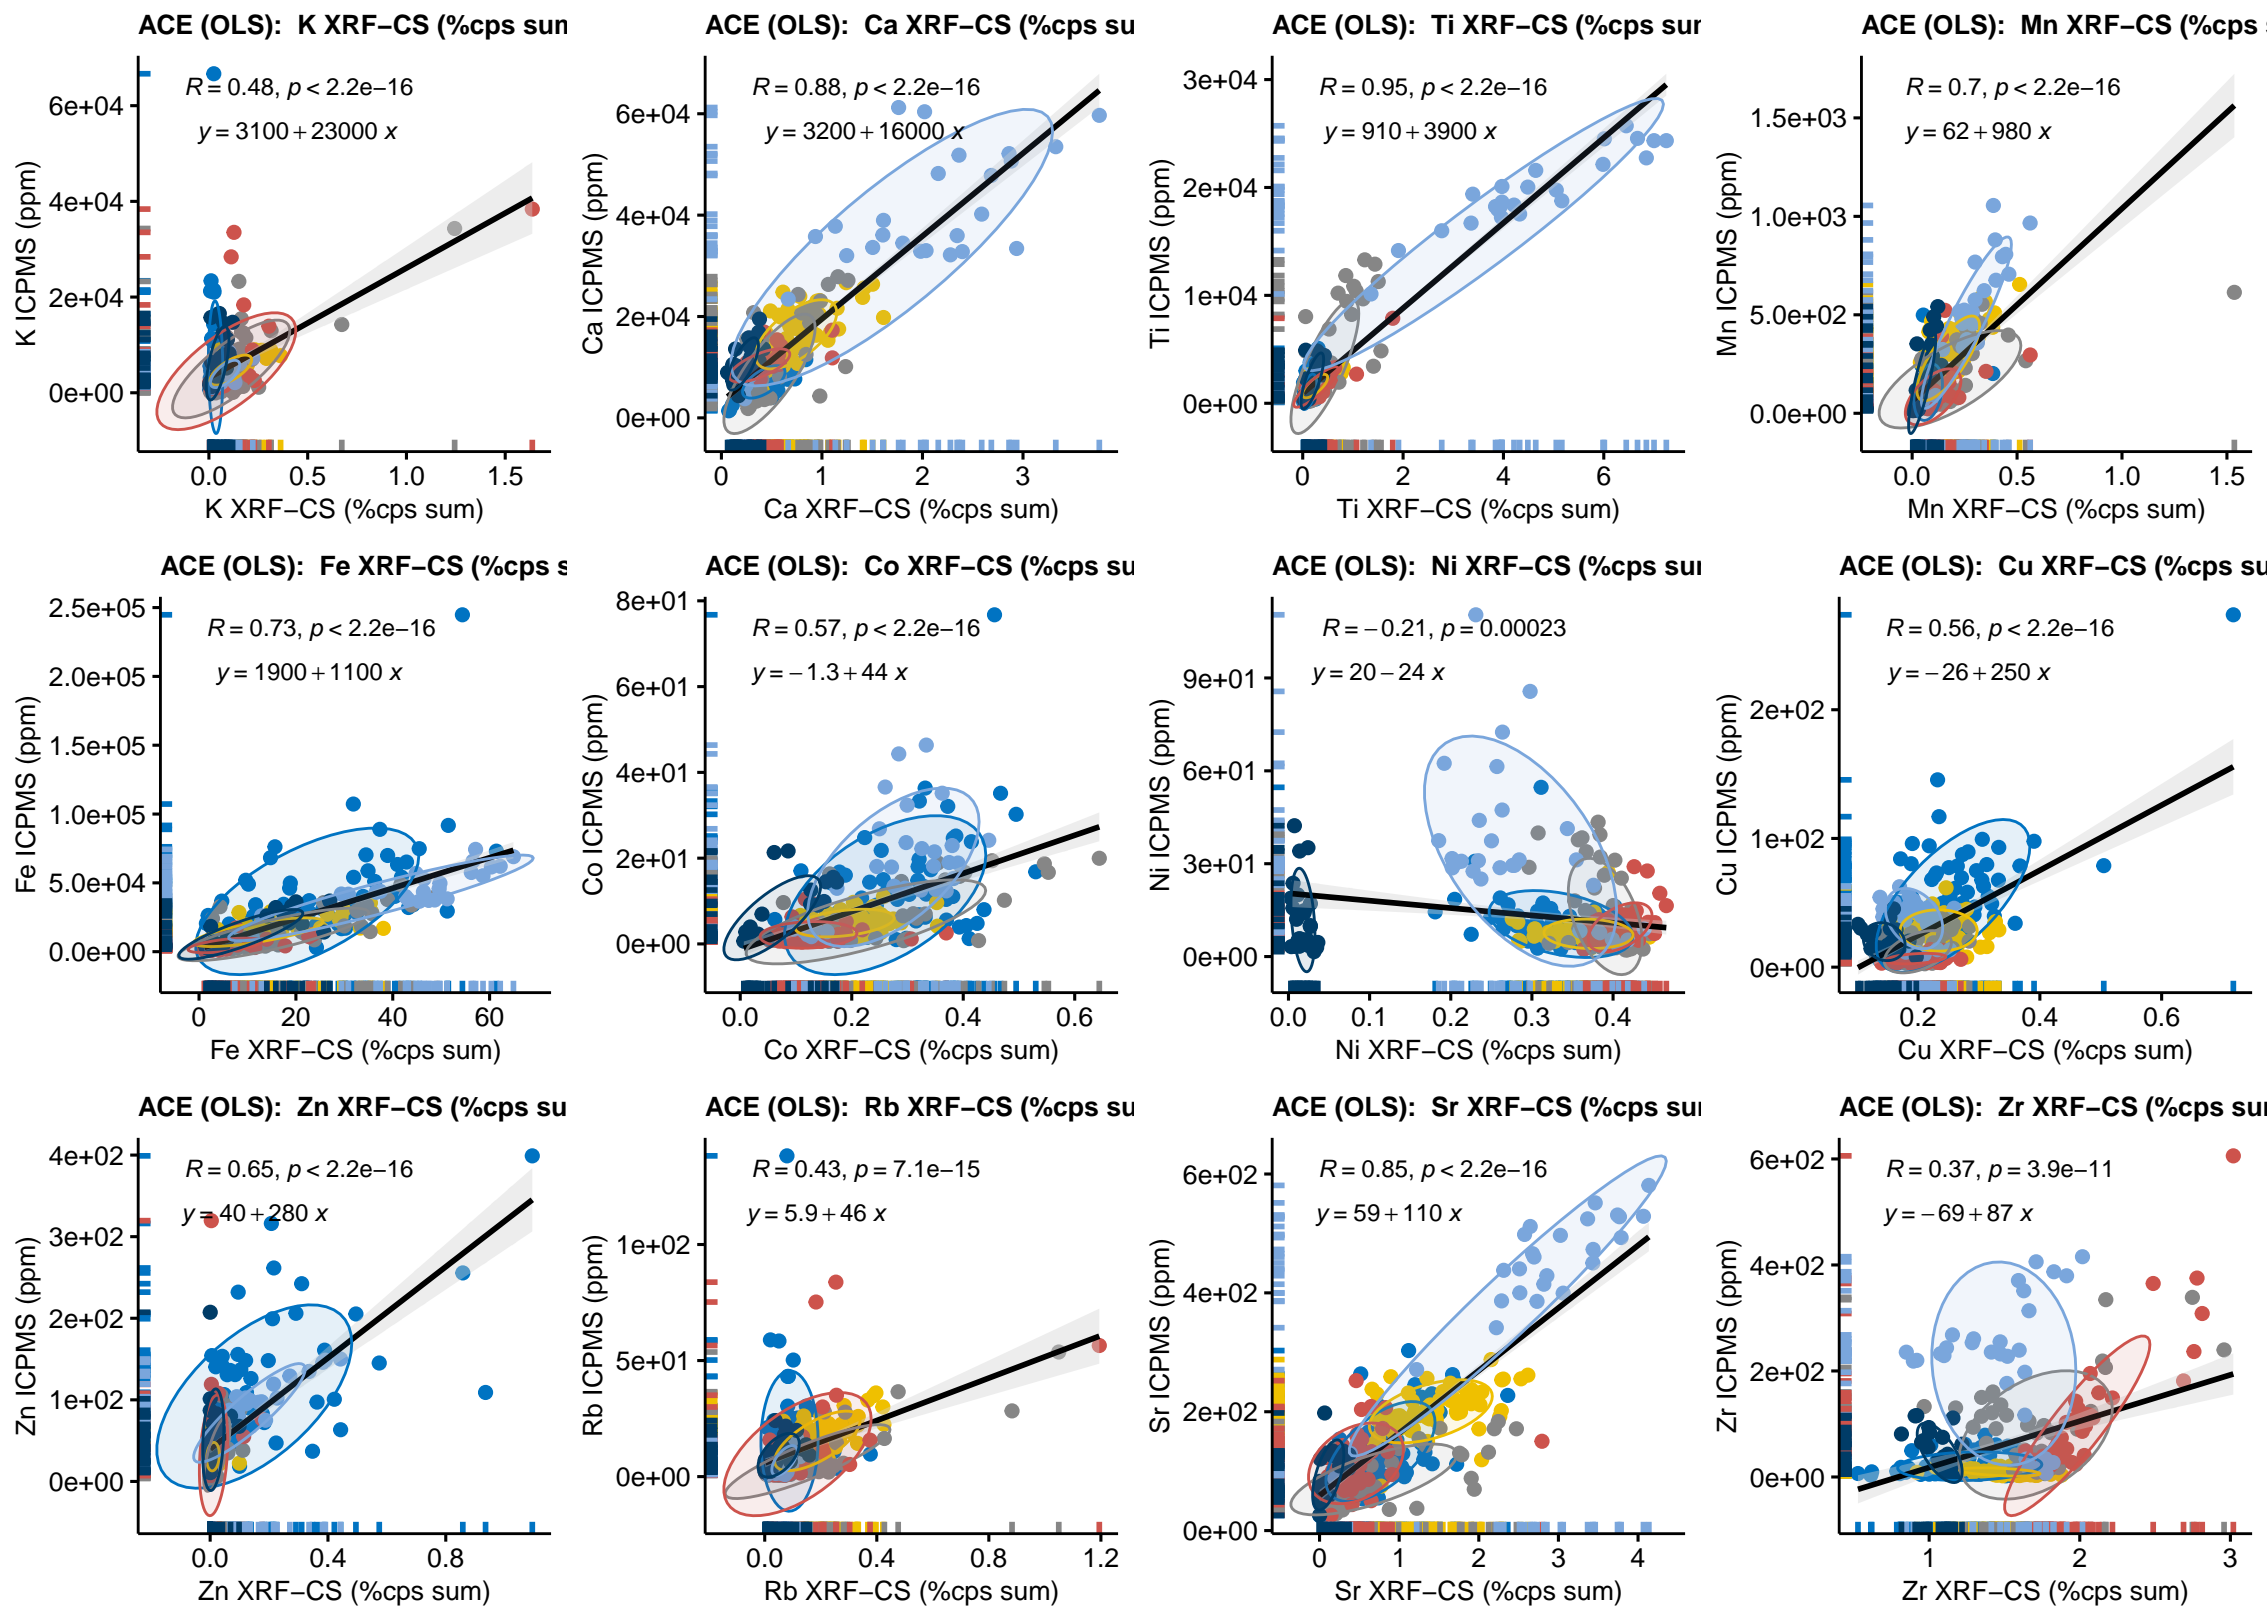 ACE (OLS):  K XRF−CS (%cps sum
R = 0.48, p < 2.2e−16
y = 3100 + 23000 x
K ICPMS (ppm)
6e+04
4e+04
2e+04
0e+00
0.0 0.5 1.0 1.5
K XRF−CS (%cps sum)
ACE (OLS):  Ca XRF−CS (%cps su
R = 0.88, p < 2.2e−16
y = 3200 + 16000 x
Ca ICPMS (ppm)
6e+04
4e+04
2e+04
0e+00
0 1 2 3
Ca XRF−CS (%cps sum)
ACE (OLS):  Ti XRF−CS (%cps sur
R = 0.95, p < 2.2e−16
y = 910 + 3900 x
Ti ICPMS (ppm)
3e+04
2e+04
1e+04
0e+00
0 2 4 6
Ti XRF−CS (%cps sum)
ACE (OLS):  Mn XRF−CS (%cps s
R = 0.7, p < 2.2e−16
y = 62 + 980 x
Mn ICPMS (ppm)
1.5e+03
1.0e+03
5.0e+02
0.0e+00
0.0 0.5 1.0 1.5
Mn XRF−CS (%cps sum)
ACE (OLS):  Fe XRF−CS (%cps s
R = 0.73, p < 2.2e−16
y = 1900 + 1100 x
Fe ICPMS (ppm)
2.5e+05
2.0e+05
1.5e+05
1.0e+05
5.0e+04
0.0e+00
0 20 40 60
Fe XRF−CS (%cps sum)
ACE (OLS):  Co XRF−CS (%cps su
R = 0.57, p < 2.2e−16
y = −1.3 + 44 x
Co ICPMS (ppm)
8e+01
6e+01
4e+01
2e+01
0e+00
0.0 0.2 0.4 0.6
Co XRF−CS (%cps sum)
ACE (OLS):  Ni XRF−CS (%cps sur
R = −0.21, p = 0.00023
y = 20 − 24 x
Ni ICPMS (ppm)
9e+01
6e+01
3e+01
0e+00
0.0 0.1 0.2 0.3 0.4
Ni XRF−CS (%cps sum)
ACE (OLS):  Cu XRF−CS (%cps su
R = 0.56, p < 2.2e−16
y = −26 + 250 x
Cu ICPMS (ppm)
2e+02
1e+02
0e+00
0.2 0.4 0.6
Cu XRF−CS (%cps sum)
ACE (OLS):  Zn XRF−CS (%cps su
R = 0.65, p < 2.2e−16
y = 40 + 280 x
Zn ICPMS (ppm)
4e+02
3e+02
2e+02
1e+02
0e+00
0.0 0.4 0.8
Zn XRF−CS (%cps sum)
ACE (OLS):  Rb XRF−CS (%cps su
R = 0.43, p = 7.1e−15
y = 5.9 + 46 x
Rb ICPMS (ppm)
1e+02
5e+01
0e+00
0.0 0.4 0.8 1.2
Rb XRF−CS (%cps sum)
ACE (OLS):  Sr XRF−CS (%cps sur
R = 0.85, p < 2.2e−16
y = 59 + 110 x
Sr ICPMS (ppm)
6e+02
4e+02
2e+02
0e+00
0 1 2 3 4
Sr XRF−CS (%cps sum)
ACE (OLS):  Zr XRF−CS (%cps sur
R = 0.37, p = 3.9e−11
y = −69 + 87 x
Zr ICPMS (ppm)
6e+02
4e+02
2e+02
0e+00
1 2 3
Zr XRF−CS (%cps sum)